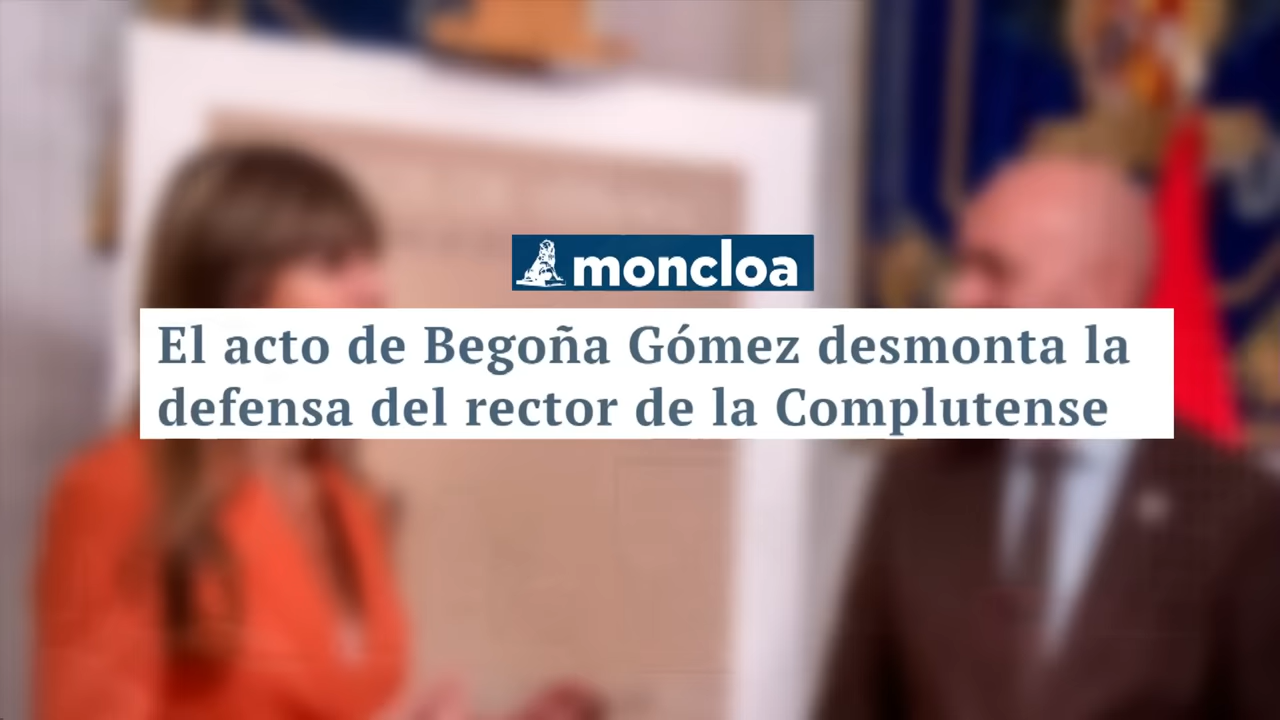 moncloa
El acto de Begoña Gómez desmonta la
defensa del rector de la Complutense